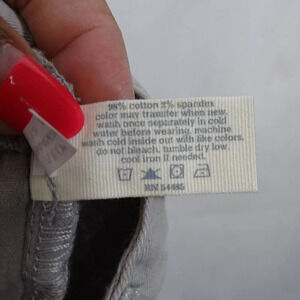 98% cotton 2% spandex
color may transfer when new.
wash once separately in cold
water before wearing. machine
wash cold inside out with like colors.
do not bleach. tumble dry low.
cool iron if needed.
RN 54485